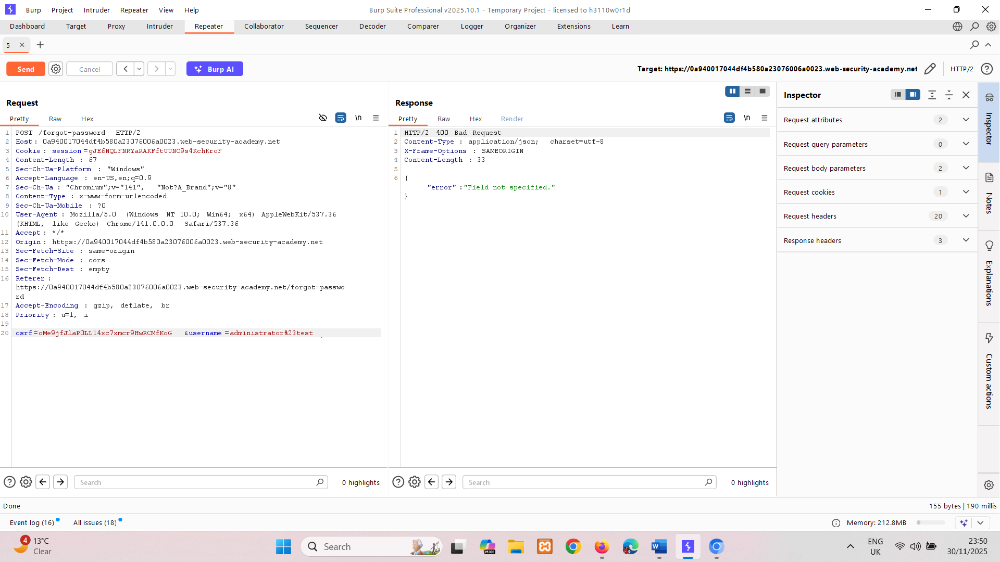 Burp Project Intruder Repeater View Help
Burp Suite Professional v2025.10.1 - Temporary Project - licensed to h3110w0r1d
Dashboard Target Proxy Intruder Repeater Collaborator Sequencer Decoder Comparer Logger Organizer Extensions Learn
5
Send Cancel Burp AI
Target: https://0a940017044df4b580a23076006a0023.web-security-academy.net HTTP/2
Request
Pretty Raw Hex
1 POST /forgot-password HTTP/2
2 Host: 0a940017044df4b580a23076006a0023.web-security-academy.net
3 Cookie: session=gJE6NQLFNRYaRAKFftUUNO9s4KchKroF
4 Content-Length : 67
5 Sec-Ch-Ua-Platform : "Windows"
6 Accept-Language : en-US,en;q=0.9
7 Sec-Ch-Ua : "Chromium";v="141", "Not?A_Brand";v="8"
8 Content-Type : x-www-form-urlencoded
9 Sec-Ch-Ua-Mobile : ?0
10 User-Agent : Mozilla/5.0 (Windows NT 10.0; Win64; x64) AppleWebKit/537.36
(KHTML, like Gecko) Chrome/141.0.0.0 Safari/537.36
11 Accept: */*
12 Origin: https://0a940017044df4b580a23076006a0023.web-security-academy.net
13 Sec-Fetch-Site : same-origin
14 Sec-Fetch-Mode : cors
15 Sec-Fetch-Dest : empty
16 Referer:
https://0a940017044df4b580a23076006a0023.web-security-academy.net/forgot-passwo
rd
17 Accept-Encoding : gzip, deflate, br
18 Priority: u=1, i
19
20 csrf=oMe9jfJlaP0LL14xc7xmcr9HwRCMfKoG &username=administrator%23test
Search
0 highlights
Response
Pretty Raw Hex Render
1 HTTP/2 400 Bad Request
2 Content-Type : application/json; charset=utf-8
3 X-Frame-Options : SAMEORIGIN
4 Content-Length : 33
5
6 {
"error":"Field not specified."
}
Search
0 highlights
Inspector
Request attributes 2
Request query parameters 0
Request body parameters 2
Request cookies 1
Request headers 20
Response headers 3
Inspector
Notes
Explanations
Custom actions
Done
155 bytes | 190 millis
Event log (16) All issues (18)
Memory: 212.8MB
4
13°C
Clear
Search
M365
ENG
UK
23:50
30/11/2025